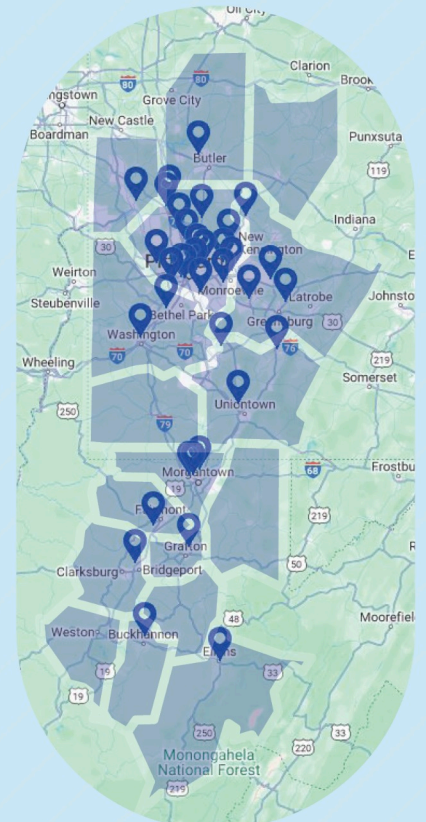 Oil City
Clarion
80
80
Brook
ngstown
Grove City
New Castle
Boardman
Punxsuta
Butler
119
Indiana
New
Kensington
30
P
Weirton
Monroeville
Latrobe
Johnsto
Steubenville
Bethel Park
Greensburg
30
Washington
70
70
76
Wheeling
219
Somerset
250
Uniontown
79
Morgantown
68
Frostbu
19
Fairmont
219
Grafton
50
Clarksburg
Bridgeport
48
Moorefiel
Weston
Buckhannon
Elkins
19
33
19
33
250
220
Monongahela
National Forest
219